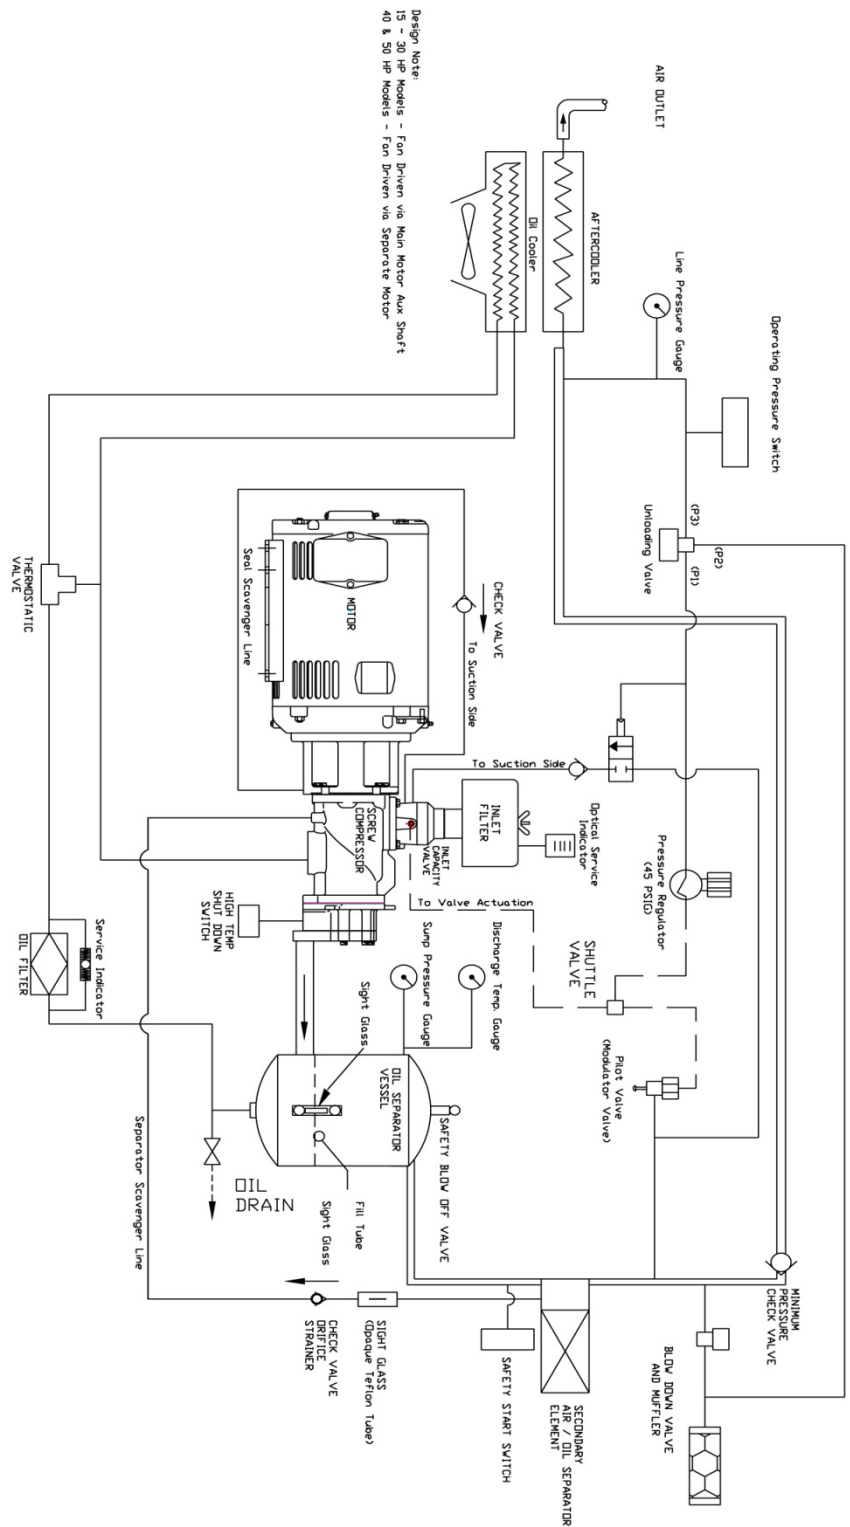 AIR OUTLET
AFTERCOOLER
Oil Cooler
Design Note:
15 - 30 HP Models - Fan Driven via Main Motor Aux Shaft
40 & 50 HP Models - Fan Driven via Separate Motor
Line Pressure Gauge
Operating Pressure Switch
(P3)
(P2)
(P1)
Unloading Valve
CHECK VALVE
To Suction Side
MOTOR
Seal Scavenger Line
THERMOSTATIC
VALVE
To Suction Side
INLET
FILTER
Optical Service
Indicator
Pressure Regulator
(45 PSIG)
INLET
CAPACITY
VALVE
SCREW
COMPRESSOR
To Valve Actuation
HIGH TEMP
SHUT DOWN
SWITCH
Service Indicator
OIL FILTER
SHUTTLE
VALVE
Discharge Temp. Gauge
Sump Pressure
Gauge
Sight
Glass
Pilot Valve
(Modulator Valve)
OIL SEPARATOR
VESSEL
SAFETY BLOW OFF VALVE
OIL
DRAIN
Fill Tube
Sight Glass
Separator Scavenger Line
MINIMUM
PRESSURE
CHECK VALVE
BLOW DOWN VALVE
AND MUFFLER
SECONDARY
AIR / OIL SEPARATOR
ELEMENT
SAFETY START SWITCH
SIGHT GLASS
(Opaque Teflon Tube)
CHECK VALVE
ORIFICE
STRAINER